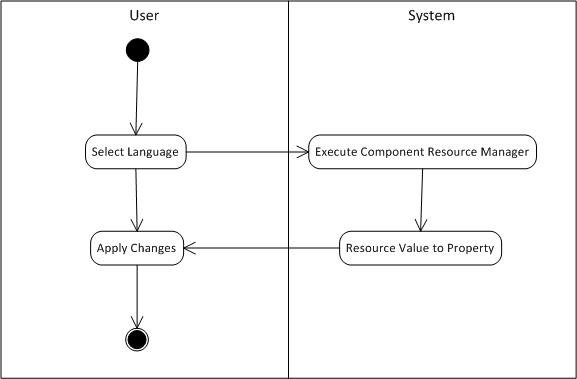 User
System
Select Language
Execute Component Resource Manager
Apply Changes
Resource Value to Property